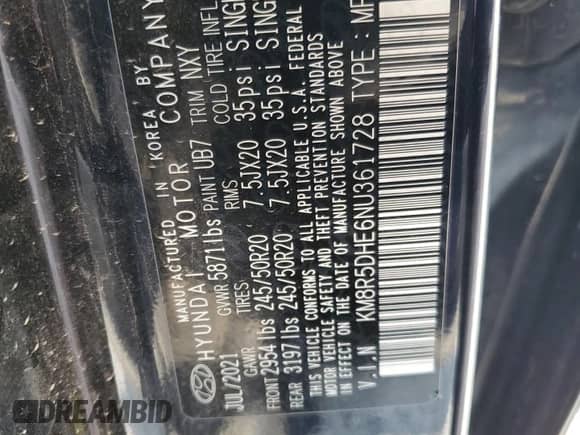 MANUFACTURED IN KOREA BY
HYUNDAI MOTOR COMPANY
JUL/2021 GVWR 5871lbs PAINT UB7 TRIM NXY
GAWR TIRES RIMS COLD TIRE INFL
FRONT 2954lbs 245/50R20 7.5JX20 35psi SING
REAR 3197lbs 245/50R20 7.5JX20 35psi SING
THIS VEHICLE CONFORMS TO ALL APPLICABLE U.S.A. FEDERAL
MOTOR VEHICLE SAFETY AND THEFT PREVENTION STANDARDS
IN EFFECT ON THE DATE OF MANUFACTURE SHOWN ABOVE
V.I.N KM8R5DHE6NU361728 TYPE : MF
DREAMBID